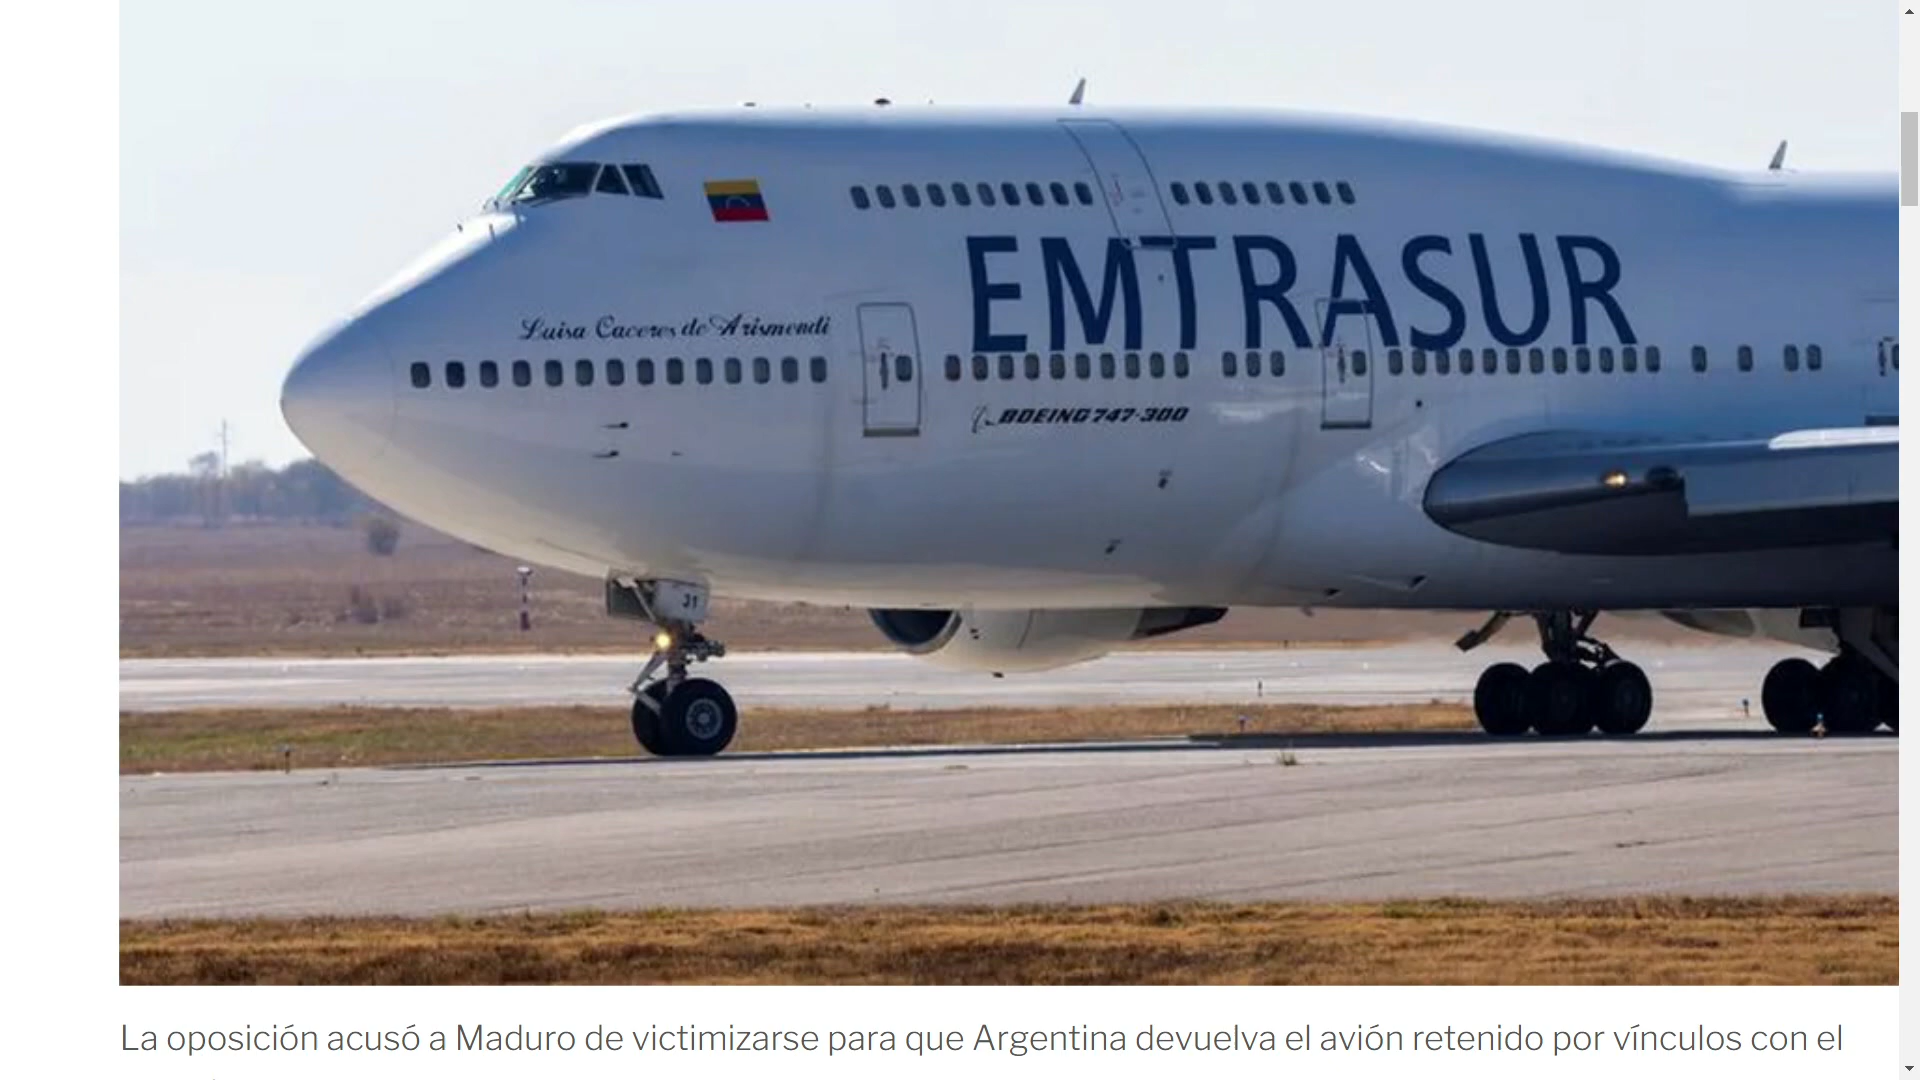 EMTRASUR
Luisa Caceres de Arismendi
BOEING 747-300
J1
La oposición acusó a Maduro de victimizarse para que Argentina devuelva el avión retenido por vínculos con el